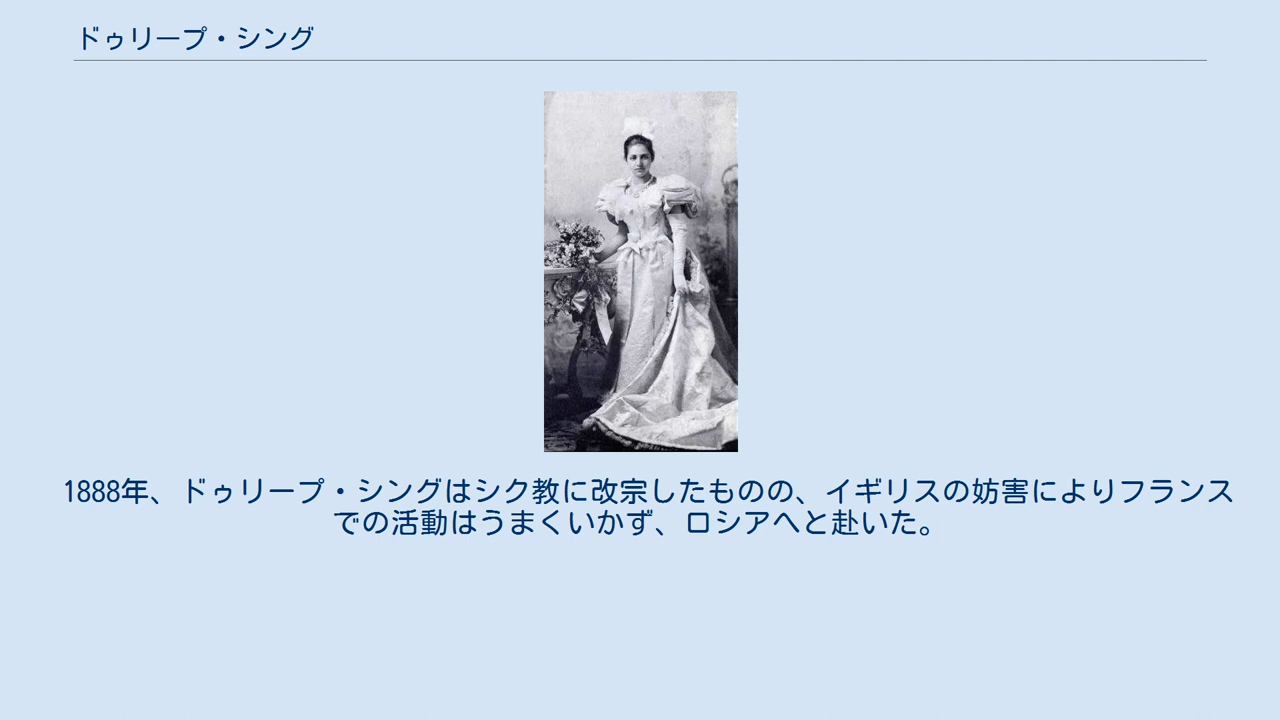 ドゥリープ・シング
1888年、ドゥリープ・シングはシク教に改宗したものの、イギリスの妨害によりフランス
での活動はうまくいかず、ロシアへと赴いた。